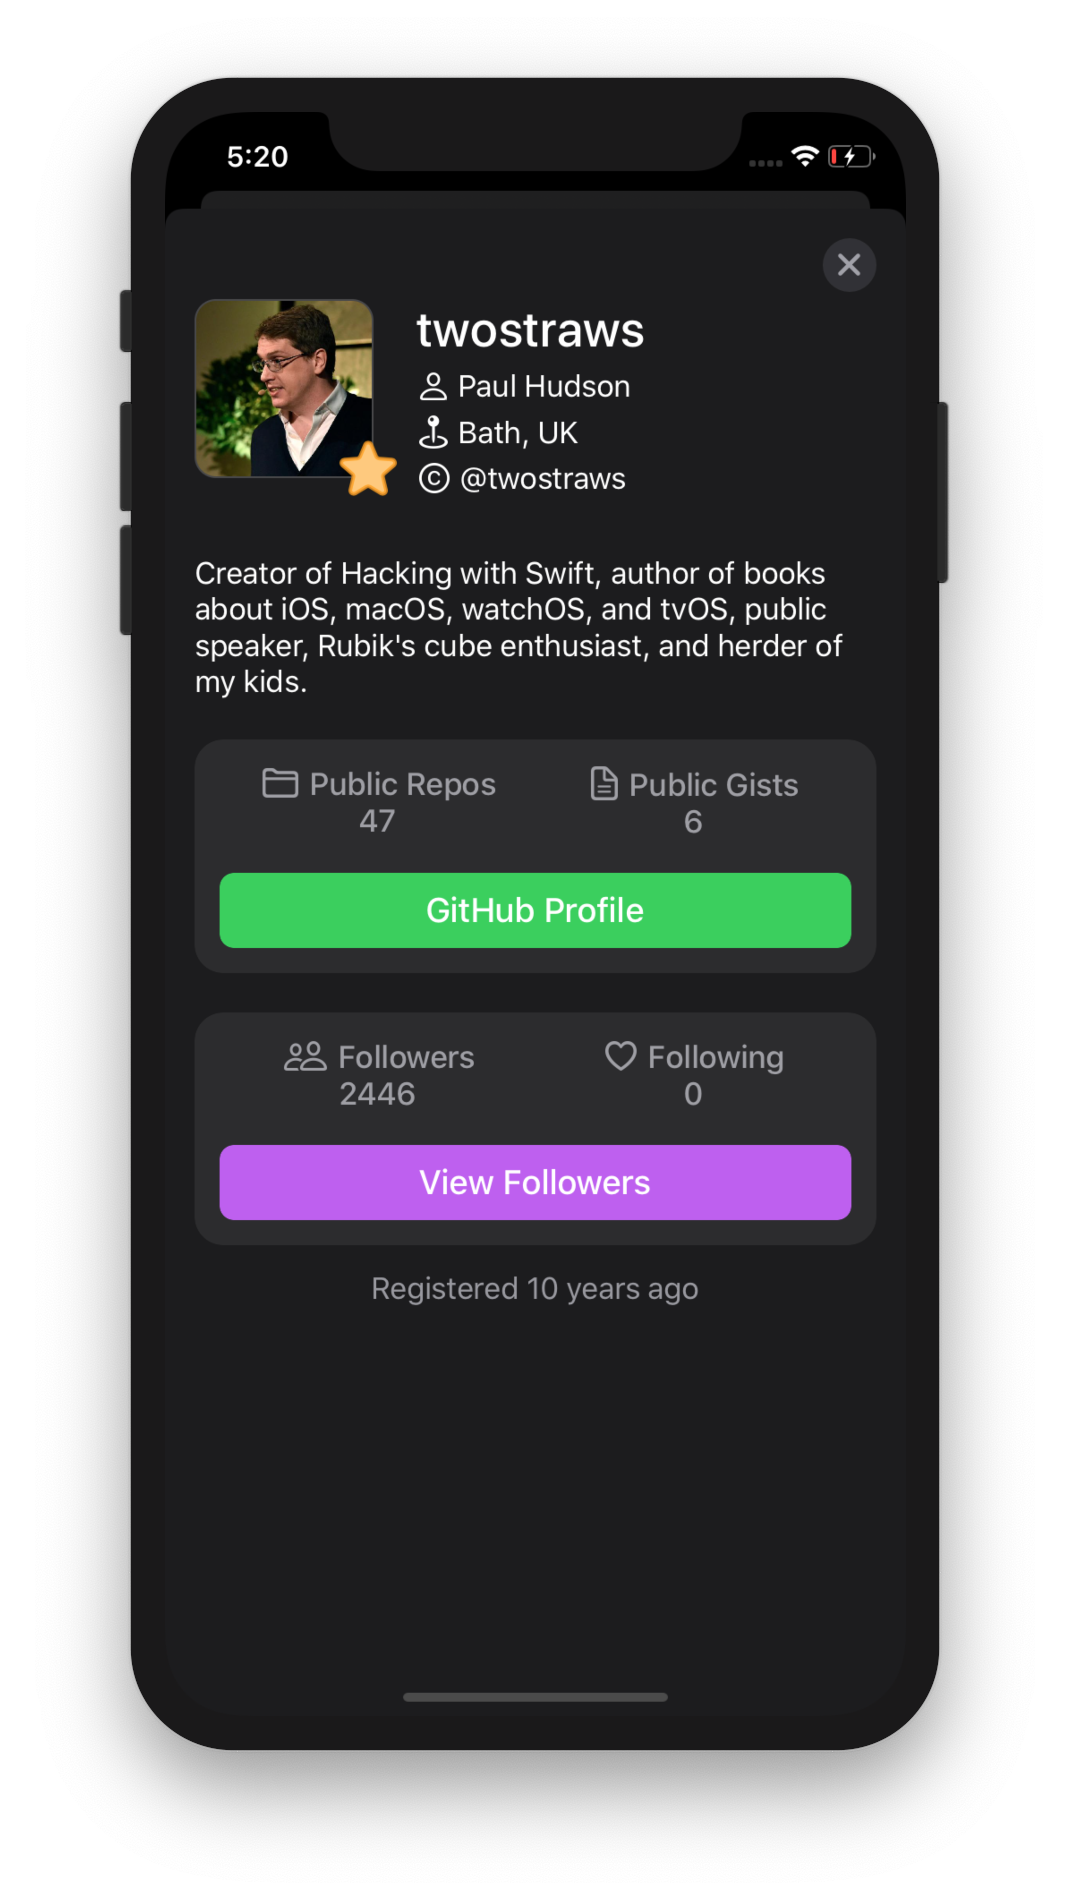 5:20
twostraws
Paul Hudson
Bath, UK
@twostraws
Creator of Hacking with Swift, author of books
about iOS, macOS, watchOS, and tvOS, public
speaker, Rubik's cube enthusiast, and herder of
my kids.
Public Repos
47
Public Gists
6
GitHub Profile
Followers
2446
Following
0
View Followers
Registered 10 years ago